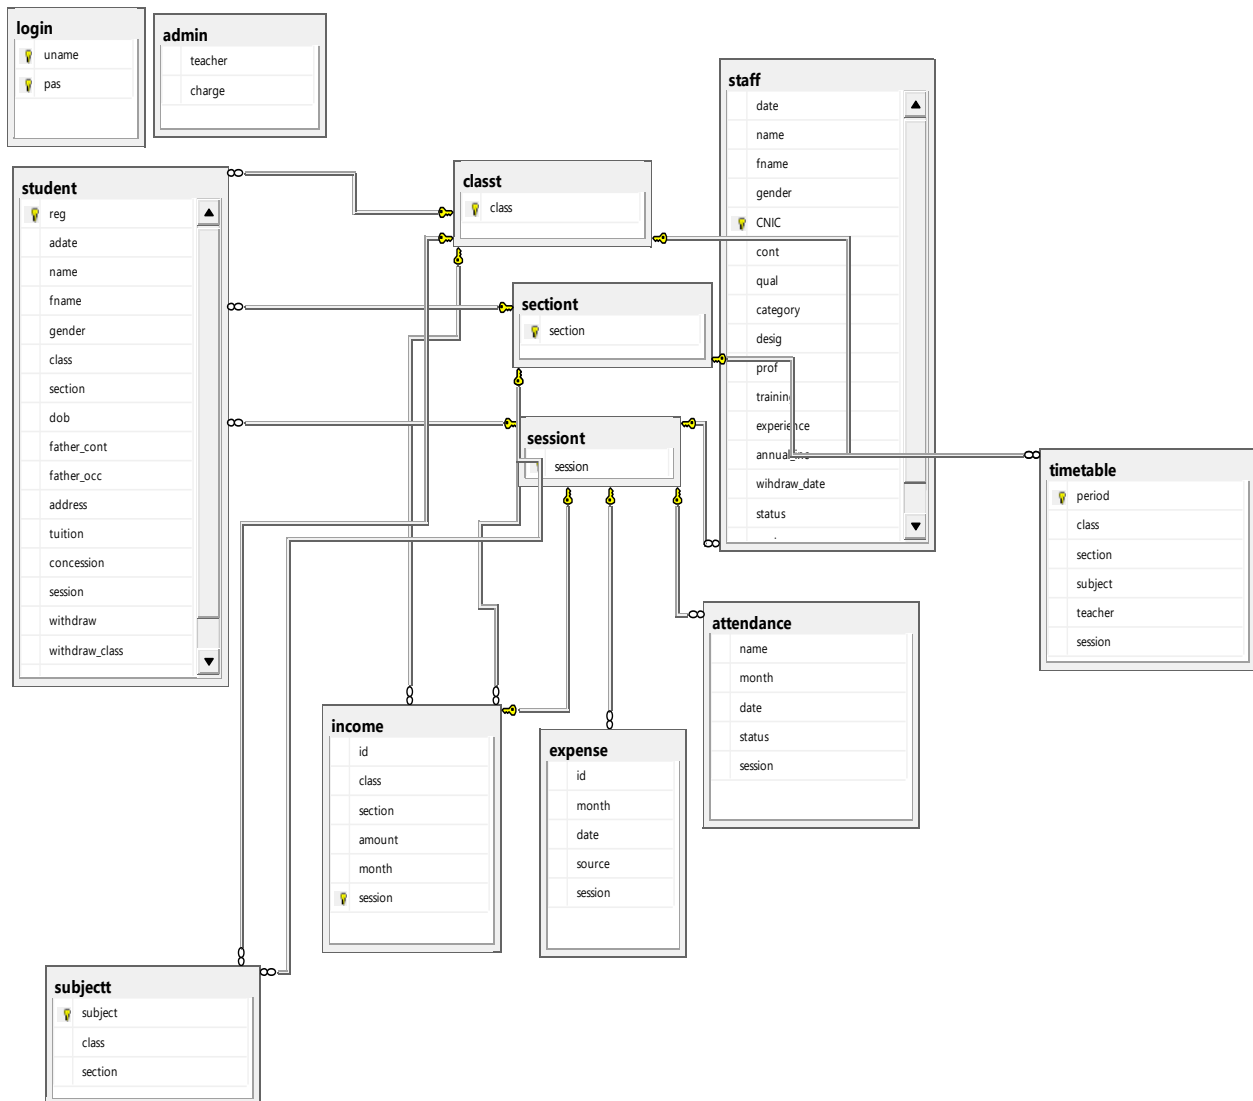 login
uname
pas
admin
teacher
charge
staff
date
name
fname
gender
CNIC
cont
qual
category
desig
prof
training
experience
wihdraw_date
status
student
reg
adate
name
fname
gender
class
section
dob
father_cont
father_occ
address
tuition
concession
session
withdraw
withdraw_class
classt
class
sectiont
section
sessiont
session
timetable
period
class
section
subject
teacher
session
attendance
name
month
date
status
session
income
id
class
section
amount
month
session
expense
id
month
date
source
session
subjectt
subject
class
section